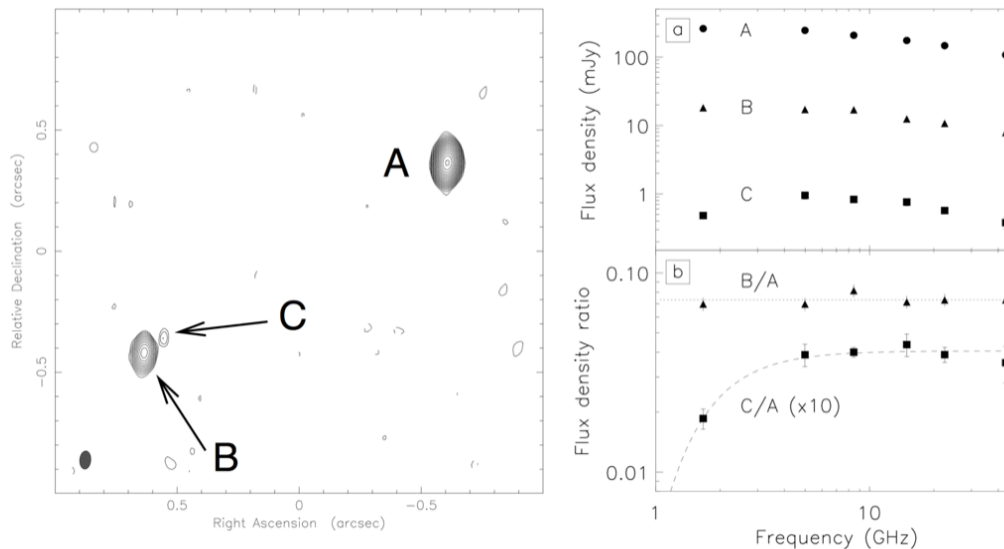 A
B
C
0.5
0
−0.5
Relative Declination (arcsec)
0.5
0
−0.5
Right Ascension (arcsec)
a
A
B
C
100
10
1
Flux density (mJy)
b
B/A
C/A (x10)
0.10
0.01
Flux density ratio
1
10
Frequency (GHz)